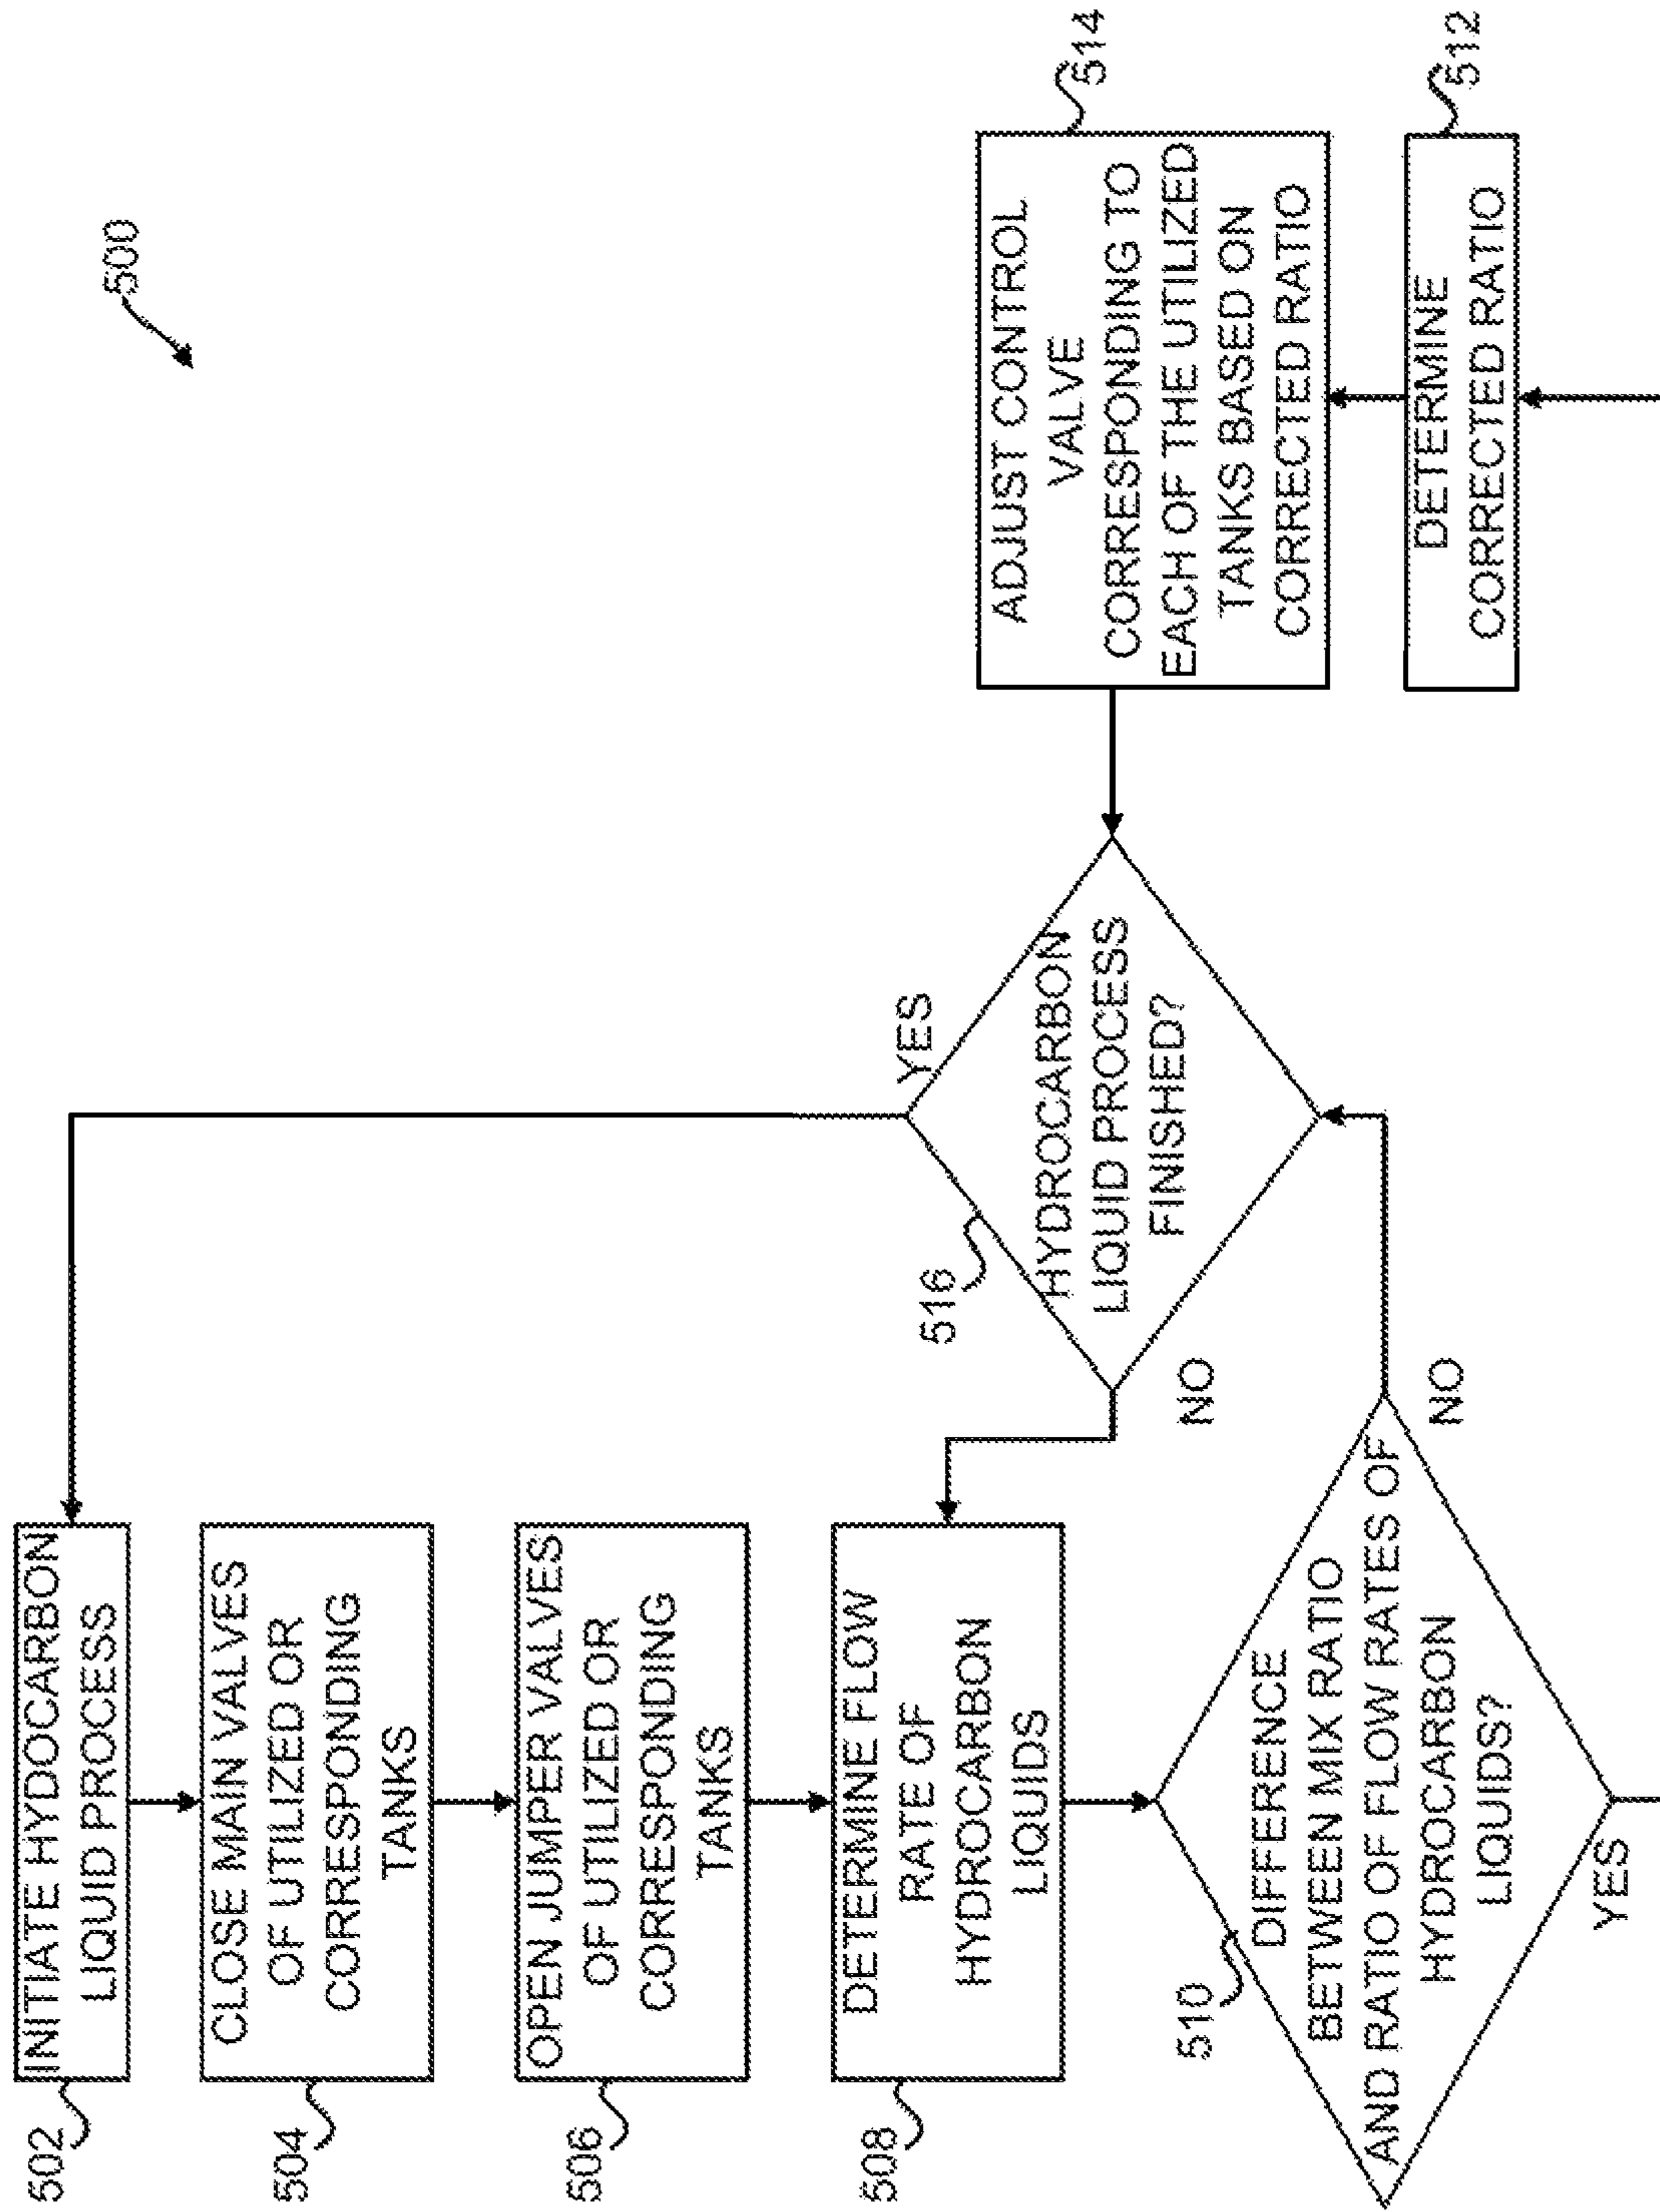 500
502
INITIATE HYDOCARBON
LIQUID PROCESS
504
CLOSE MAIN VALVES
OF UTILIZED OR
CORRESPONDING
TANKS
506
OPEN JUMPER VALVES
OF UTILIZED OR
CORRESPONDING
TANKS
508
DETERMINE FLOW
RATE OF
HYDROCARBON
LIQUIDS
510
DIFFERENCE
BETWEEN MIX RATIO
AND RATIO OF FLOW RATES OF
HYDROCARBON
LIQUIDS?
YES
NO
516
HYDROCARBON
LIQUID PROCESS
FINISHED?
YES
NO
514
ADJUST CONTROL
VALVE
CORRESPONDING TO
EACH OF THE UTILIZED
TANKS BASED ON
CORRECTED RATIO
512
DETERMINE
CORRECTED RATIO